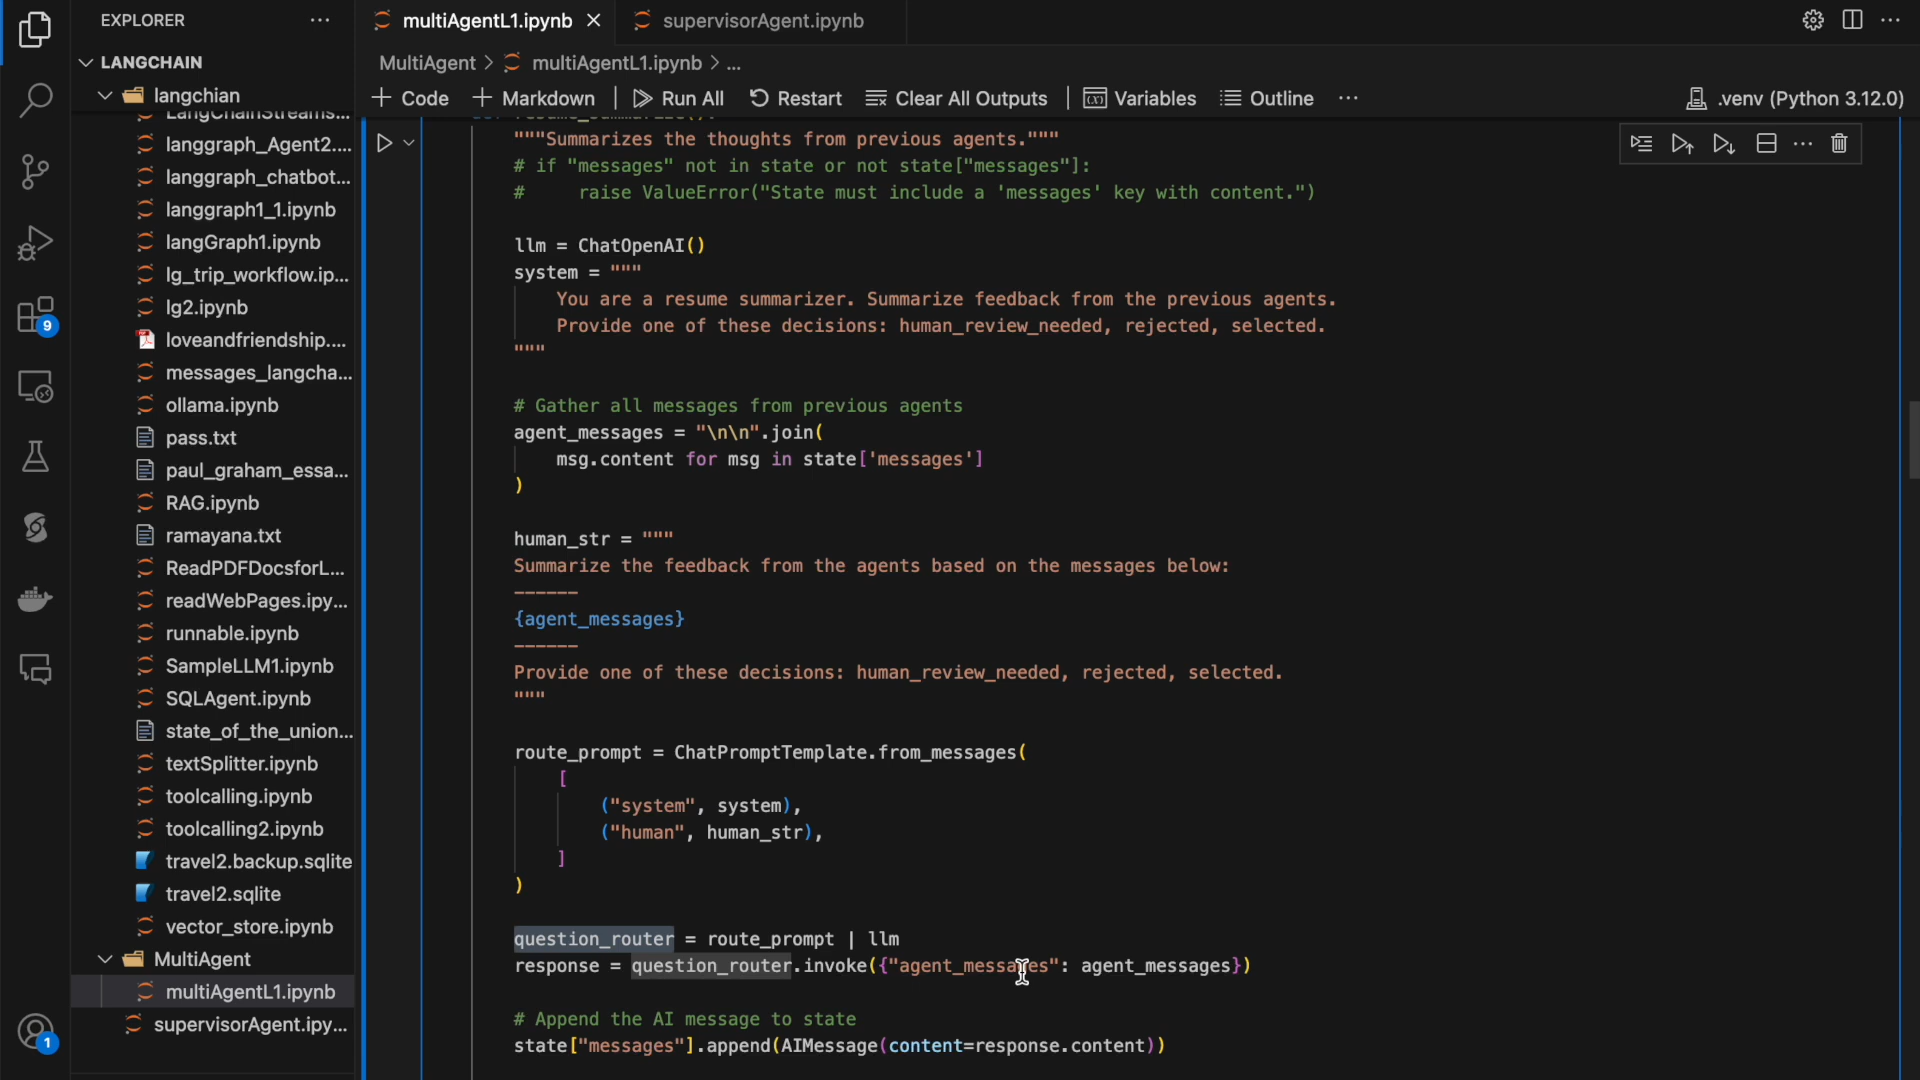 EXPLORER
multiAgentL1.ipynb
supervisorAgent.ipynb
LANGCHAIN
MultiAgent > multiAgentL1.ipynb > ...
langchian
+ Code + Markdown Run All Restart Clear All Outputs Variables Outline ... .venv (Python 3.12.0)
LangChainStreams...
langgraph_Agent2....
langgraph_chatbot...
langgraph1_1.ipynb
langGraph1.ipynb
lg_trip_workflow.ip...
lg2.ipynb
loveandfriendship....
messages_langcha...
ollama.ipynb
pass.txt
paul_graham_essa...
RAG.ipynb
ramayana.txt
ReadPDFDocsforL...
readWebPages.ipy...
runnable.ipynb
SampleLLM1.ipynb
SQLAgent.ipynb
state_of_the_union...
textSplitter.ipynb
toolcalling.ipynb
toolcalling2.ipynb
travel2.backup.sqlite
travel2.sqlite
vector_store.ipynb
MultiAgent
multiAgentL1.ipynb
supervisorAgent.ipy...
9
1
"""Summarizes the thoughts from previous agents."""
# if "messages" not in state or not state["messages"]:
#     raise ValueError("State must include a 'messages' key with content.")
llm = ChatOpenAI()
system = """
You are a resume summarizer. Summarize feedback from the previous agents.
Provide one of these decisions: human_review_needed, rejected, selected.
"""
# Gather all messages from previous agents
agent_messages = "\n\n".join(
msg.content for msg in state['messages']
)
human_str = """
Summarize the feedback from the agents based on the messages below:
------
{agent_messages}
------
Provide one of these decisions: human_review_needed, rejected, selected.
"""
route_prompt = ChatPromptTemplate.from_messages(
[
("system", system),
("human", human_str),
]
)
question_router = route_prompt | llm
response = question_router.invoke({"agent_messages": agent_messages})
# Append the AI message to state
state["messages"].append(AIMessage(content=response.content))